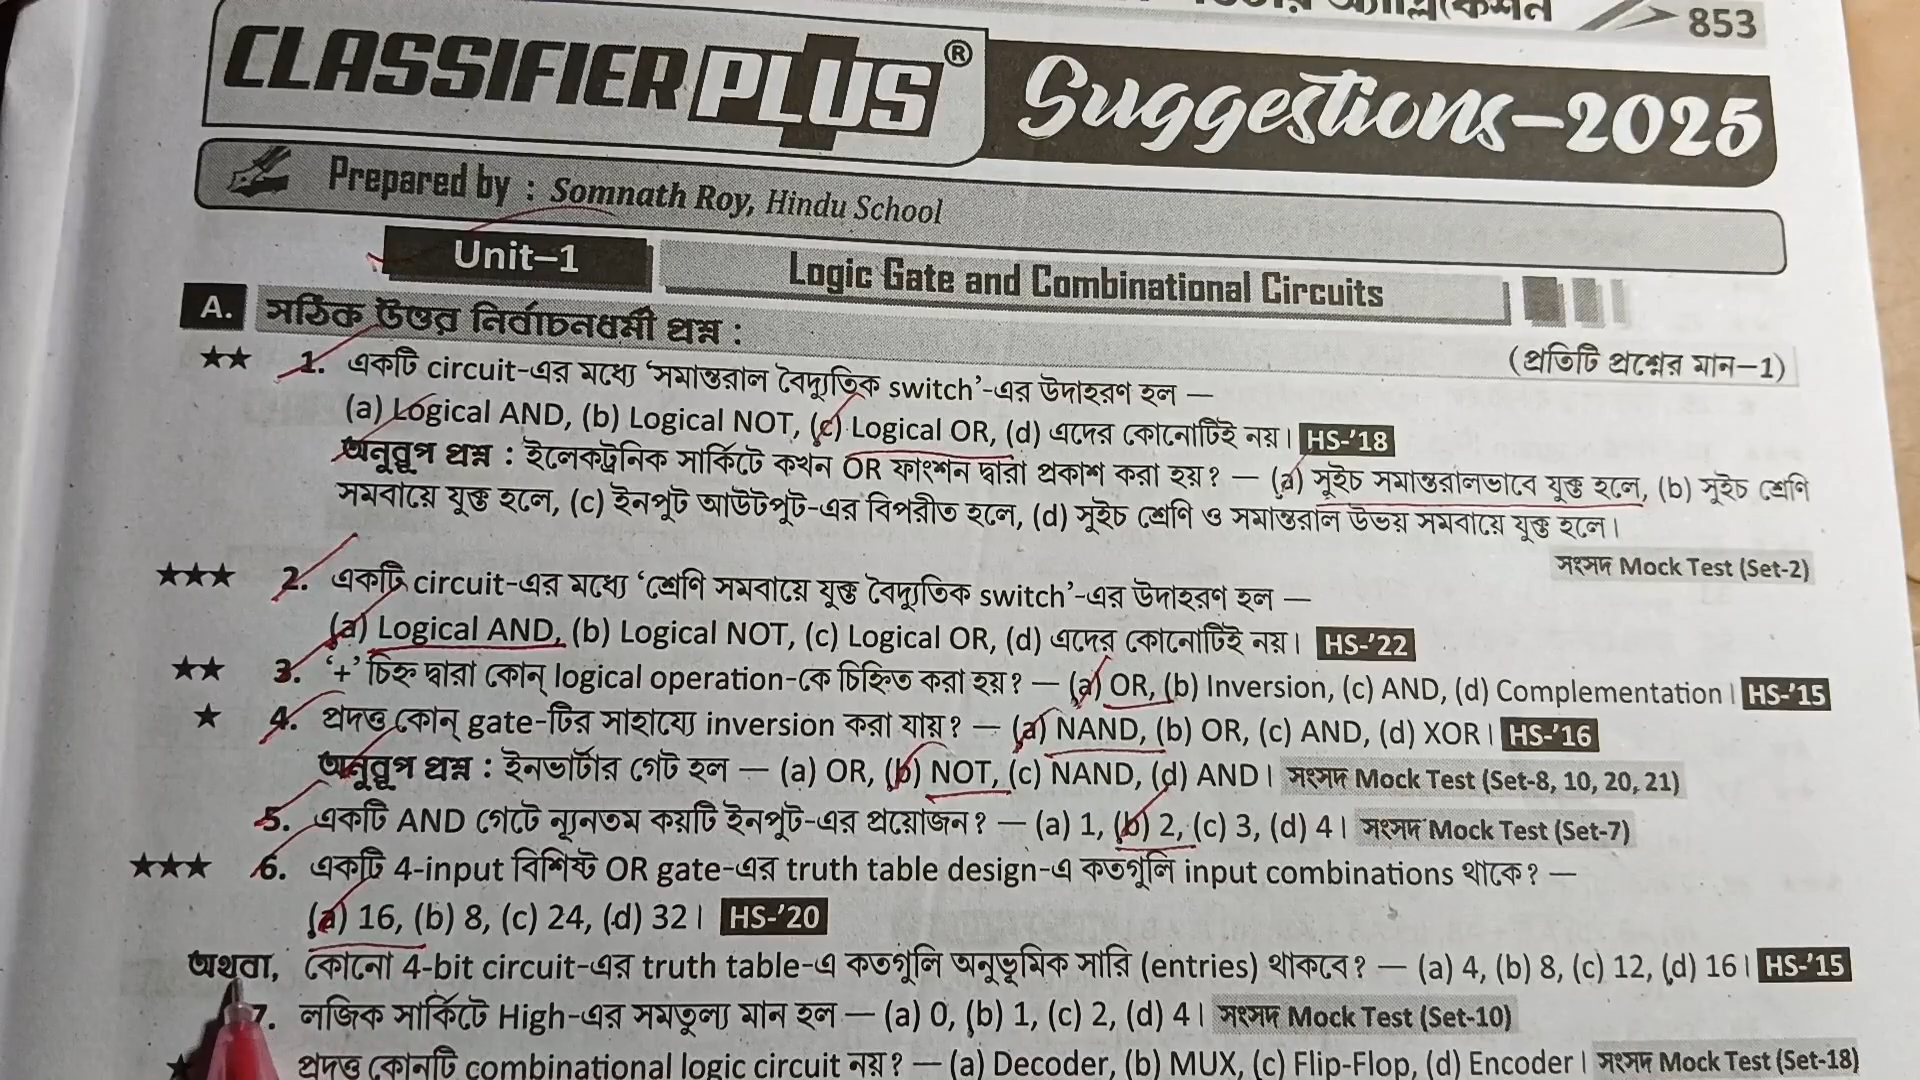 853
CLASSIFIER PLUS ® Suggestions-2025
Prepared by : Somnath Roy, Hindu School
Unit–1 Logic Gate and Combinational Circuits
A. সঠিক উত্তর নির্বাচনধর্মী প্রশ্ন :
(প্রতিটি প্রশ্নের মান–1)
★★ 1. একটি circuit-এর মধ্যে ‘সমান্তরাল বৈদ্যুতিক switch’-এর উদাহরণ হল —
(a) Logical AND, (b) Logical NOT, (c) Logical OR, (d) এদের কোনোটিই নয়। HS-’18
অনুরূপ প্রশ্ন : ইলেকট্রনিক সার্কিটে কখন OR ফাংশন দ্বারা প্রকাশ করা হয়? — (a) সুইচ সমান্তরালভাবে যুক্ত হলে, (b) সুইচ শ্রেণি
সমবায়ে যুক্ত হলে, (c) ইনপুট আউটপুট-এর বিপরীত হলে, (d) সুইচ শ্রেণি ও সমান্তরাল উভয় সমবায়ে যুক্ত হলে।
সংসদ Mock Test (Set-2)
★★★ 2. একটি circuit-এর মধ্যে ‘শ্রেণি সমবায়ে যুক্ত বৈদ্যুতিক switch’-এর উদাহরণ হল —
(a) Logical AND, (b) Logical NOT, (c) Logical OR, (d) এদের কোনোটিই নয়। HS-’22
★★ 3. ‘+’ চিহ্ন দ্বারা কোন্ logical operation-কে চিহ্নিত করা হয়? — (a) OR, (b) Inversion, (c) AND, (d) Complementation। HS-’15
★ 4. প্রদত্ত কোন্ gate-টির সাহায্যে inversion করা যায়? — (a) NAND, (b) OR, (c) AND, (d) XOR। HS-’16
অনুরূপ প্রশ্ন : ইনভার্টার গেট হল — (a) OR, (b) NOT, (c) NAND, (d) AND। সংসদ Mock Test (Set-8, 10, 20, 21)
5. একটি AND গেটে ন্যূনতম কয়টি ইনপুট-এর প্রয়োজন? — (a) 1, (b) 2, (c) 3, (d) 4। সংসদ Mock Test (Set-7)
★★★ 6. একটি 4-input বিশিষ্ট OR gate-এর truth table design-এ কতগুলি input combinations থাকে? —
(a) 16, (b) 8, (c) 24, (d) 32। HS-’20
অথবা, কোনো 4-bit circuit-এর truth table-এ কতগুলি অনুভূমিক সারি (entries) থাকবে? — (a) 4, (b) 8, (c) 12, (d) 16। HS-’15
7. লজিক সার্কিটে High-এর সমতুল্য মান হল — (a) 0, (b) 1, (c) 2, (d) 4। সংসদ Mock Test (Set-10)
★ প্রদত্ত কোনটি combinational logic circuit নয়? — (a) Decoder, (b) MUX, (c) Flip-Flop, (d) Encoder। সংসদ Mock Test (Set-18)